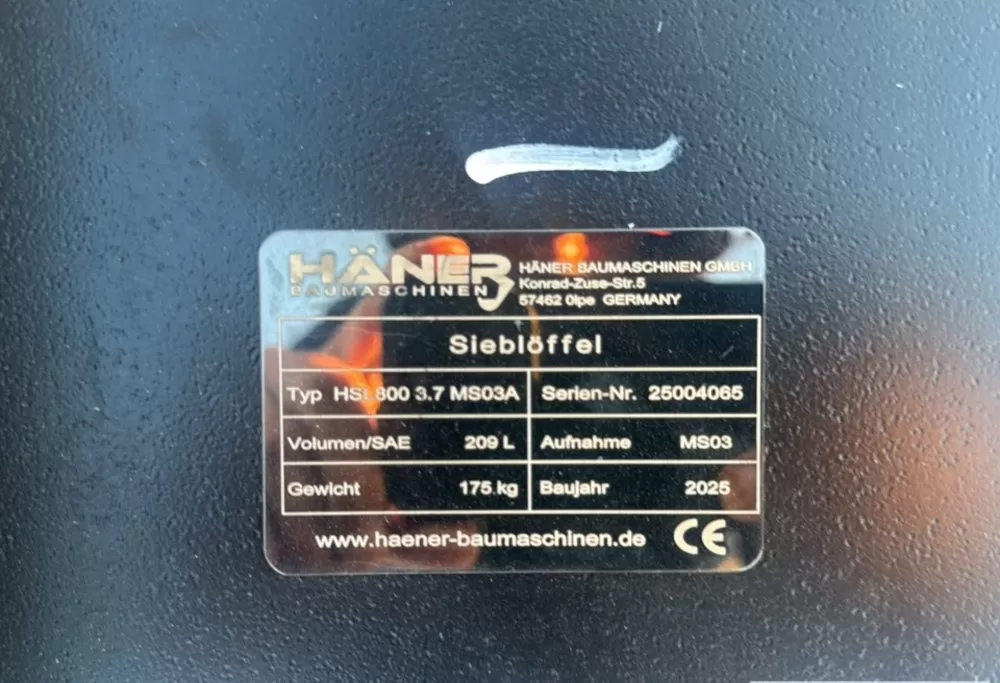 HÄNER
BAUMASCHINEN
HÄNER BAUMASCHINEN GMBH
Konrad-Zuse-Str.5
57462 Olpe GERMANY
Sieblöffel
Typ 800 3.7 MS03A
Serien-Nr. 25004065
Volumen/SAE 209 L
Aufnahme MS03
Gewicht 175 kg
Baujahr 2025
www.haener-baumaschinen.de CE